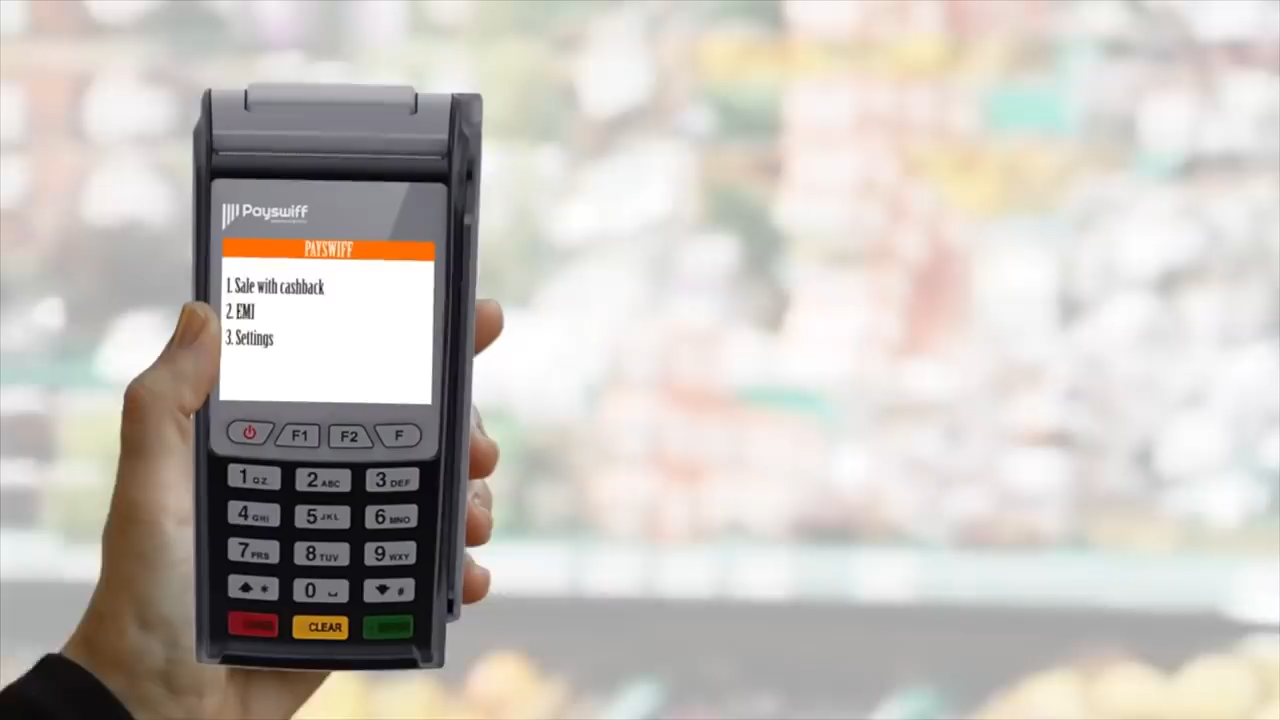 Payswiff
PAYSWIFF
1. Sale with cashback
2. EMI
3. Settings
F1 F2 F
1 QZ. 2 ABC 3 DEF
4 GHI 5 JKL 6 MNO
7 PRS 8 TUV 9 WXY
* 0 #
CLEAR